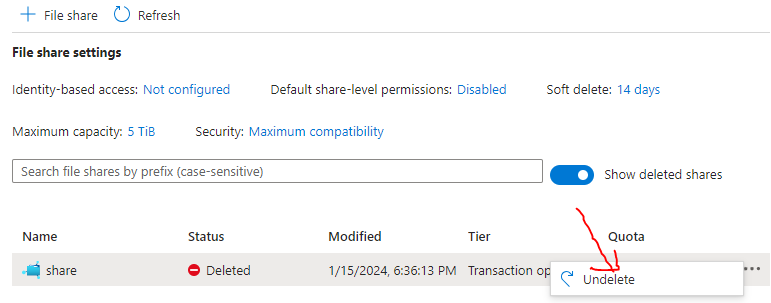 File share Refresh
File share settings
Identity-based access: Not configured Default share-level permissions: Disabled Soft delete: 14 days
Maximum capacity: 5 TiB Security: Maximum compatibility
Search file shares by prefix (case-sensitive) Show deleted shares
Name Status Modified Tier Quota
share Deleted 1/15/2024, 6:36:13 PM Transaction op
Undelete